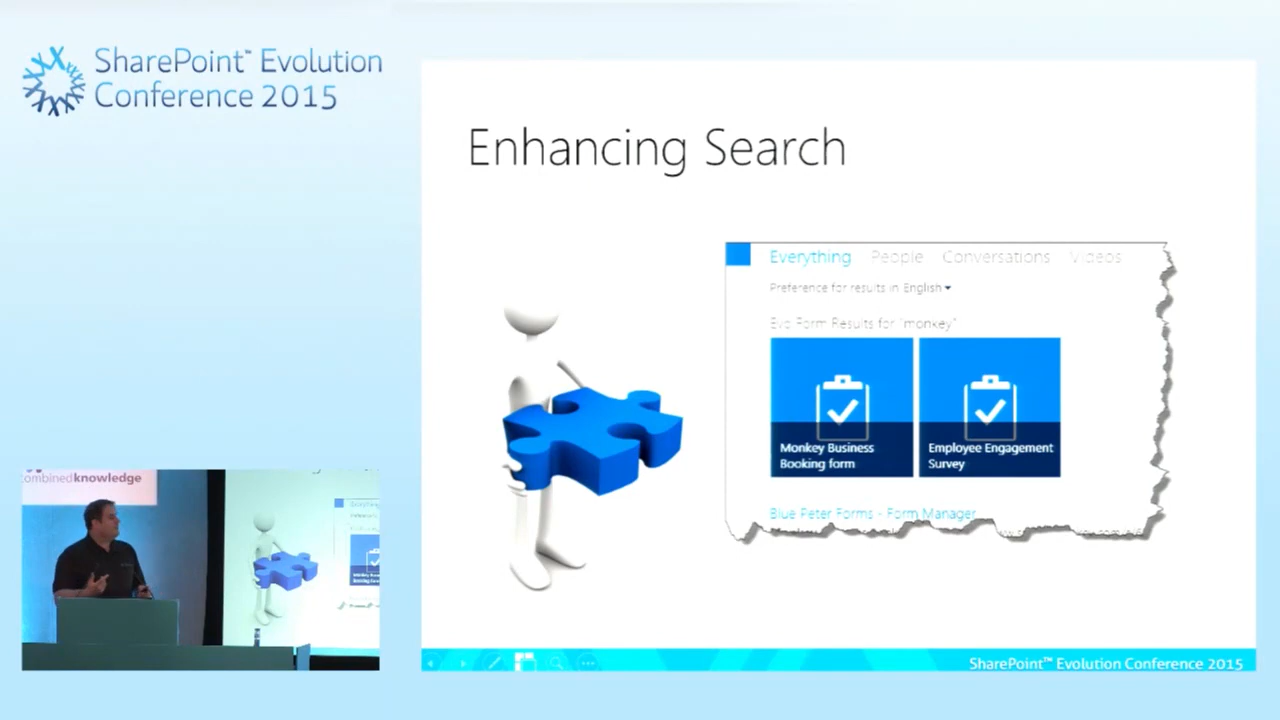 SharePoint™ Evolution
Conference 2015
Enhancing Search
Everything People Conversations Videos
Preference for results in English
Evo Form Results for "monkey"
Monkey Business
Booking form
Employee Engagement
Survey
Blue Peter Forms - Form Manager
combinedknowledge
SharePoint™ Evolution Conference 2015